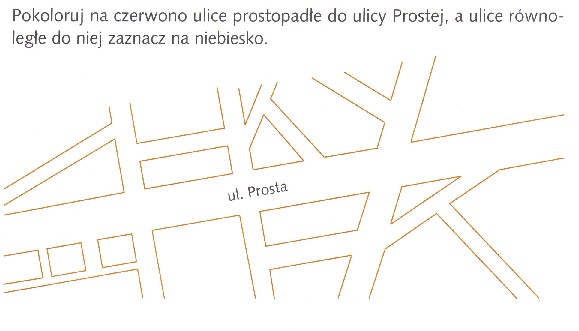 Pokoloruj na czerwono ulice prostopadłe do ulicy Prostej, a ulice równo-
ległe do niej zaznacz na niebiesko.
ul. Prosta